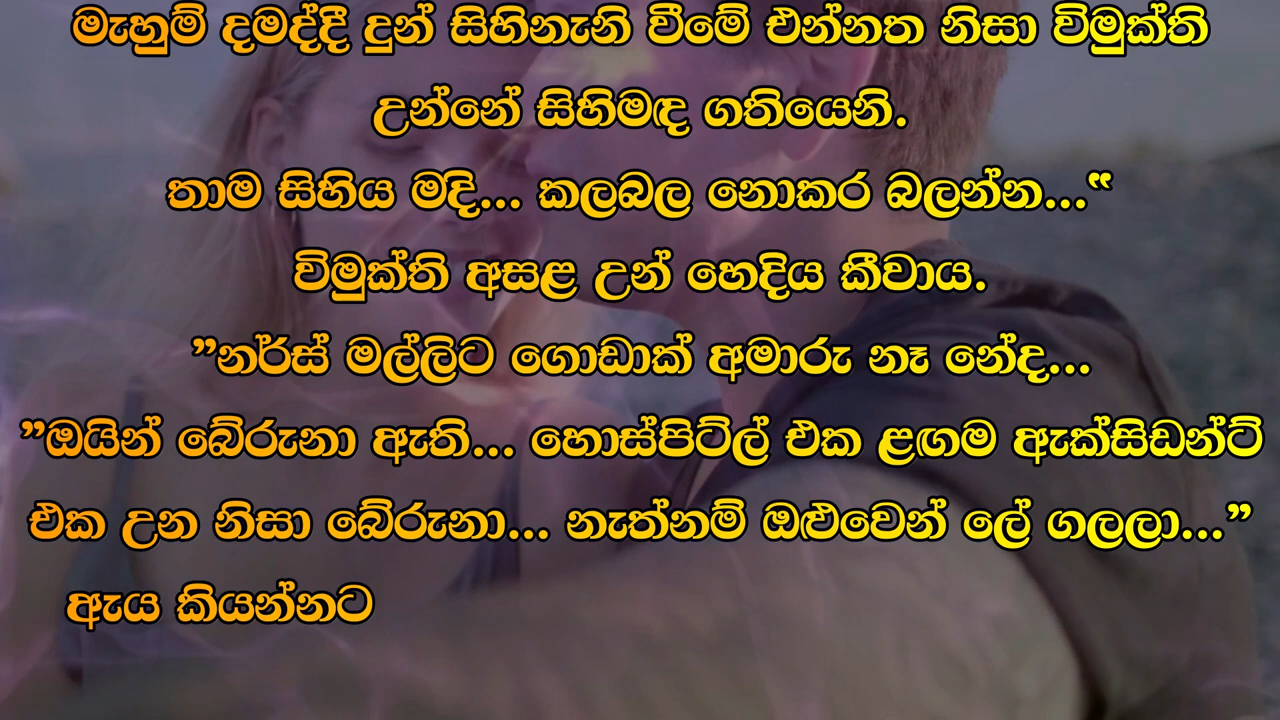 මැහුම් දමද්දී දුන් සිහිනැනි වීමේ එන්නත නිසා විමුක්ති
උන්නේ සිහිමඳ ගතියෙනි.
තාම සිහිය මදි... කලබල නොකර බලන්න...“
විමුක්ති අසළ උන් හෙදිය කීවාය.
”නර්ස් මල්ලිට ගොඩාක් අමාරු නෑ නේද...
”ඔයින් බේරුනා ඇති... හොස්පිට්ල් එක ළඟම ඇක්සිඩන්ට්
එක උන නිසා බේරුනා... නැත්නම් ඔළුවෙන් ලේ ගලලා...”
ඇය කියන්නට